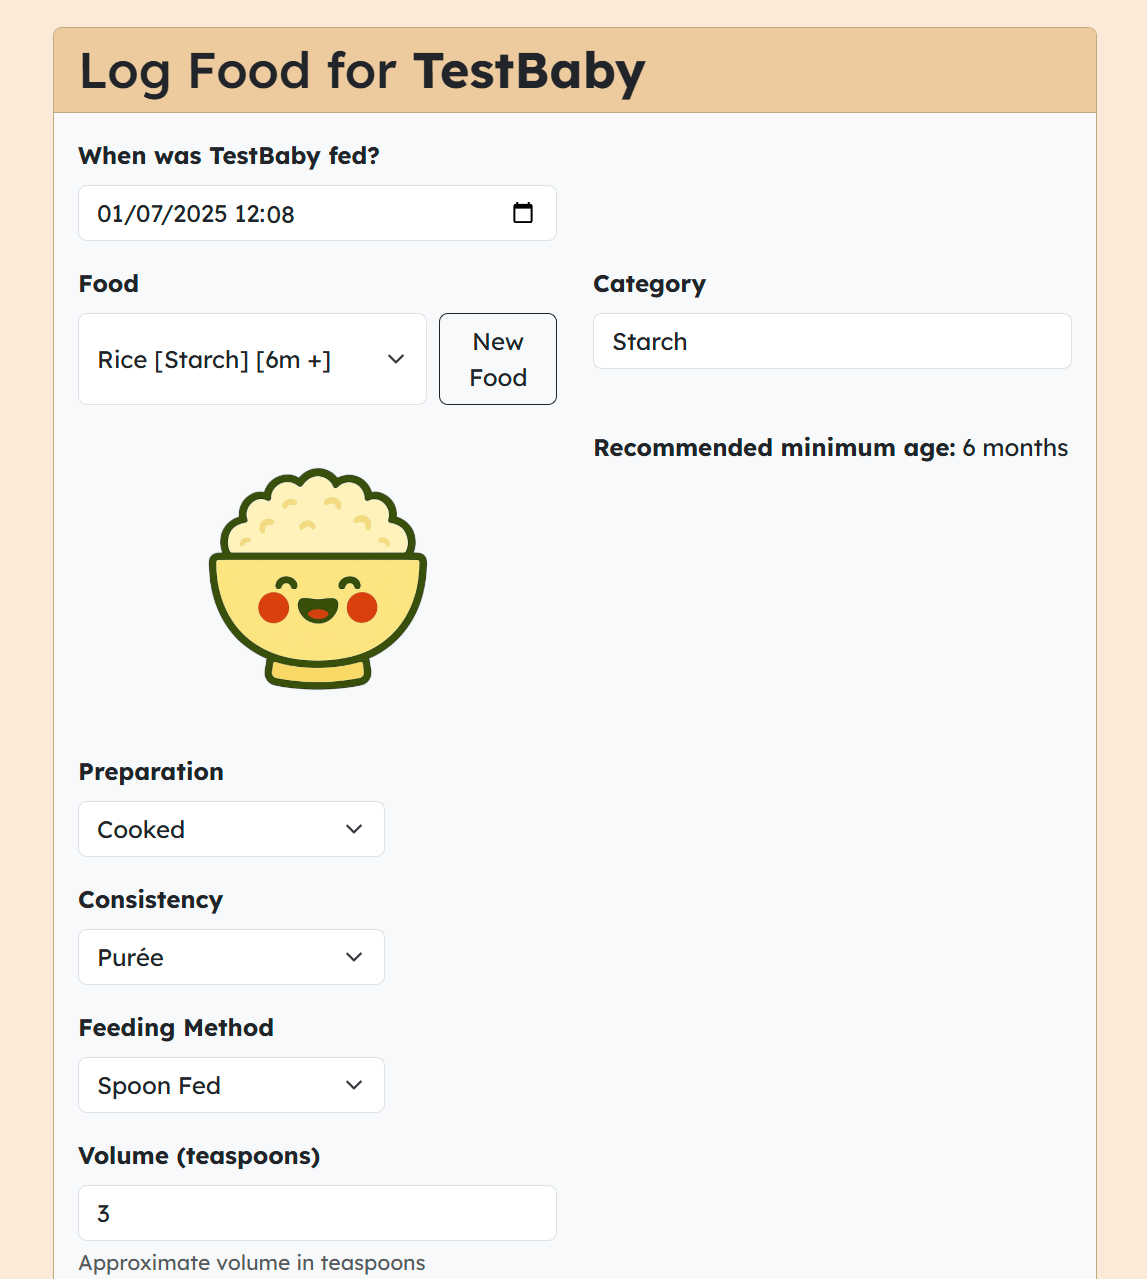 Log Food for TestBaby
When was TestBaby fed?
01/07/2025 12:08
Food
Category
Rice [Starch] [6m +]
New
Food
Starch
Recommended minimum age: 6 months
Preparation
Cooked
Consistency
Purée
Feeding Method
Spoon Fed
Volume (teaspoons)
3
Approximate volume in teaspoons